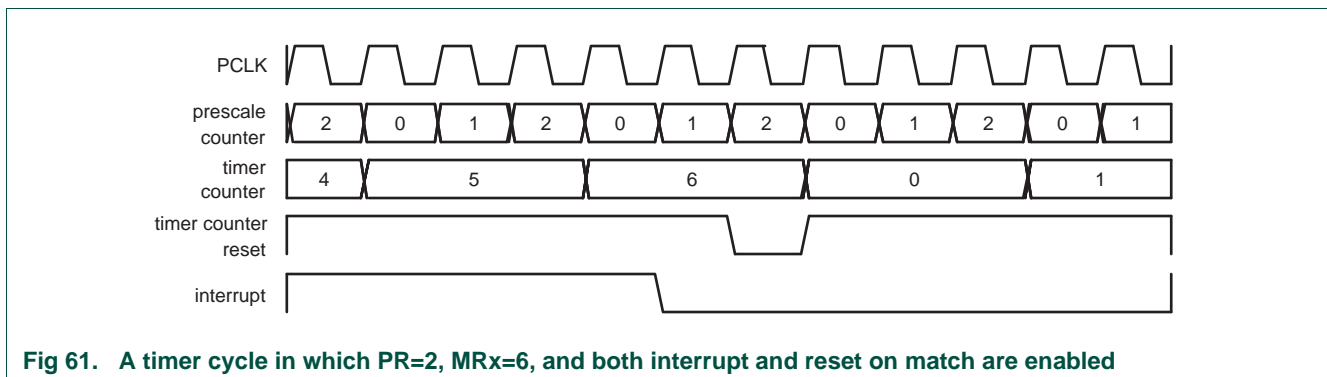 PCLK
prescale
counter
2 0 1 2 0 1 2 0 1 2 0 1
timer
counter
4 5 6 0 1
timer counter
reset
interrupt
Fig 61. A timer cycle in which PR=2, MRx=6, and both interrupt and reset on match are enabled